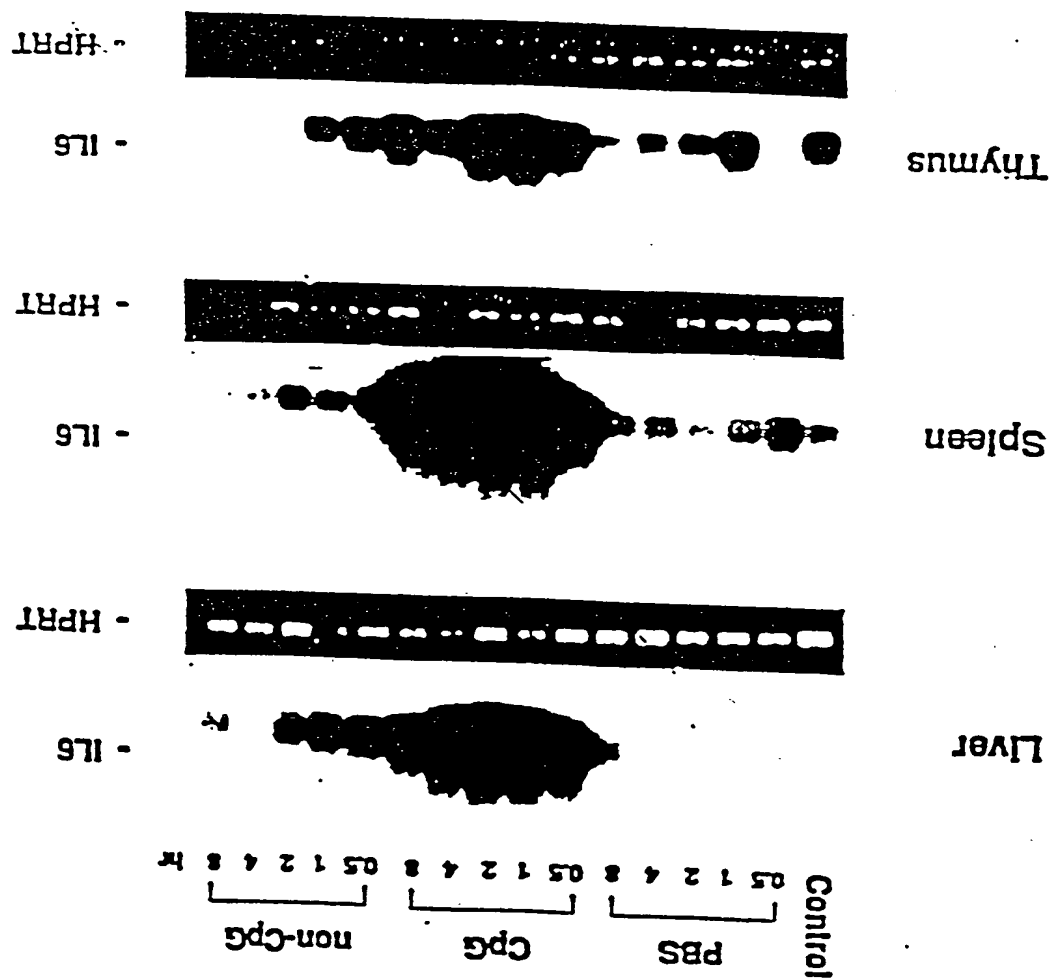 Control
PBS
CpG
non-CpG
0.5 1 2 4 8 0.5 1 2 4 8 0.5 1 2 4 8 hr
Liver
IL6 -
HPRT -
Spleen
IL6 -
HPRT -
Thymus
IL6 -
HPRT -